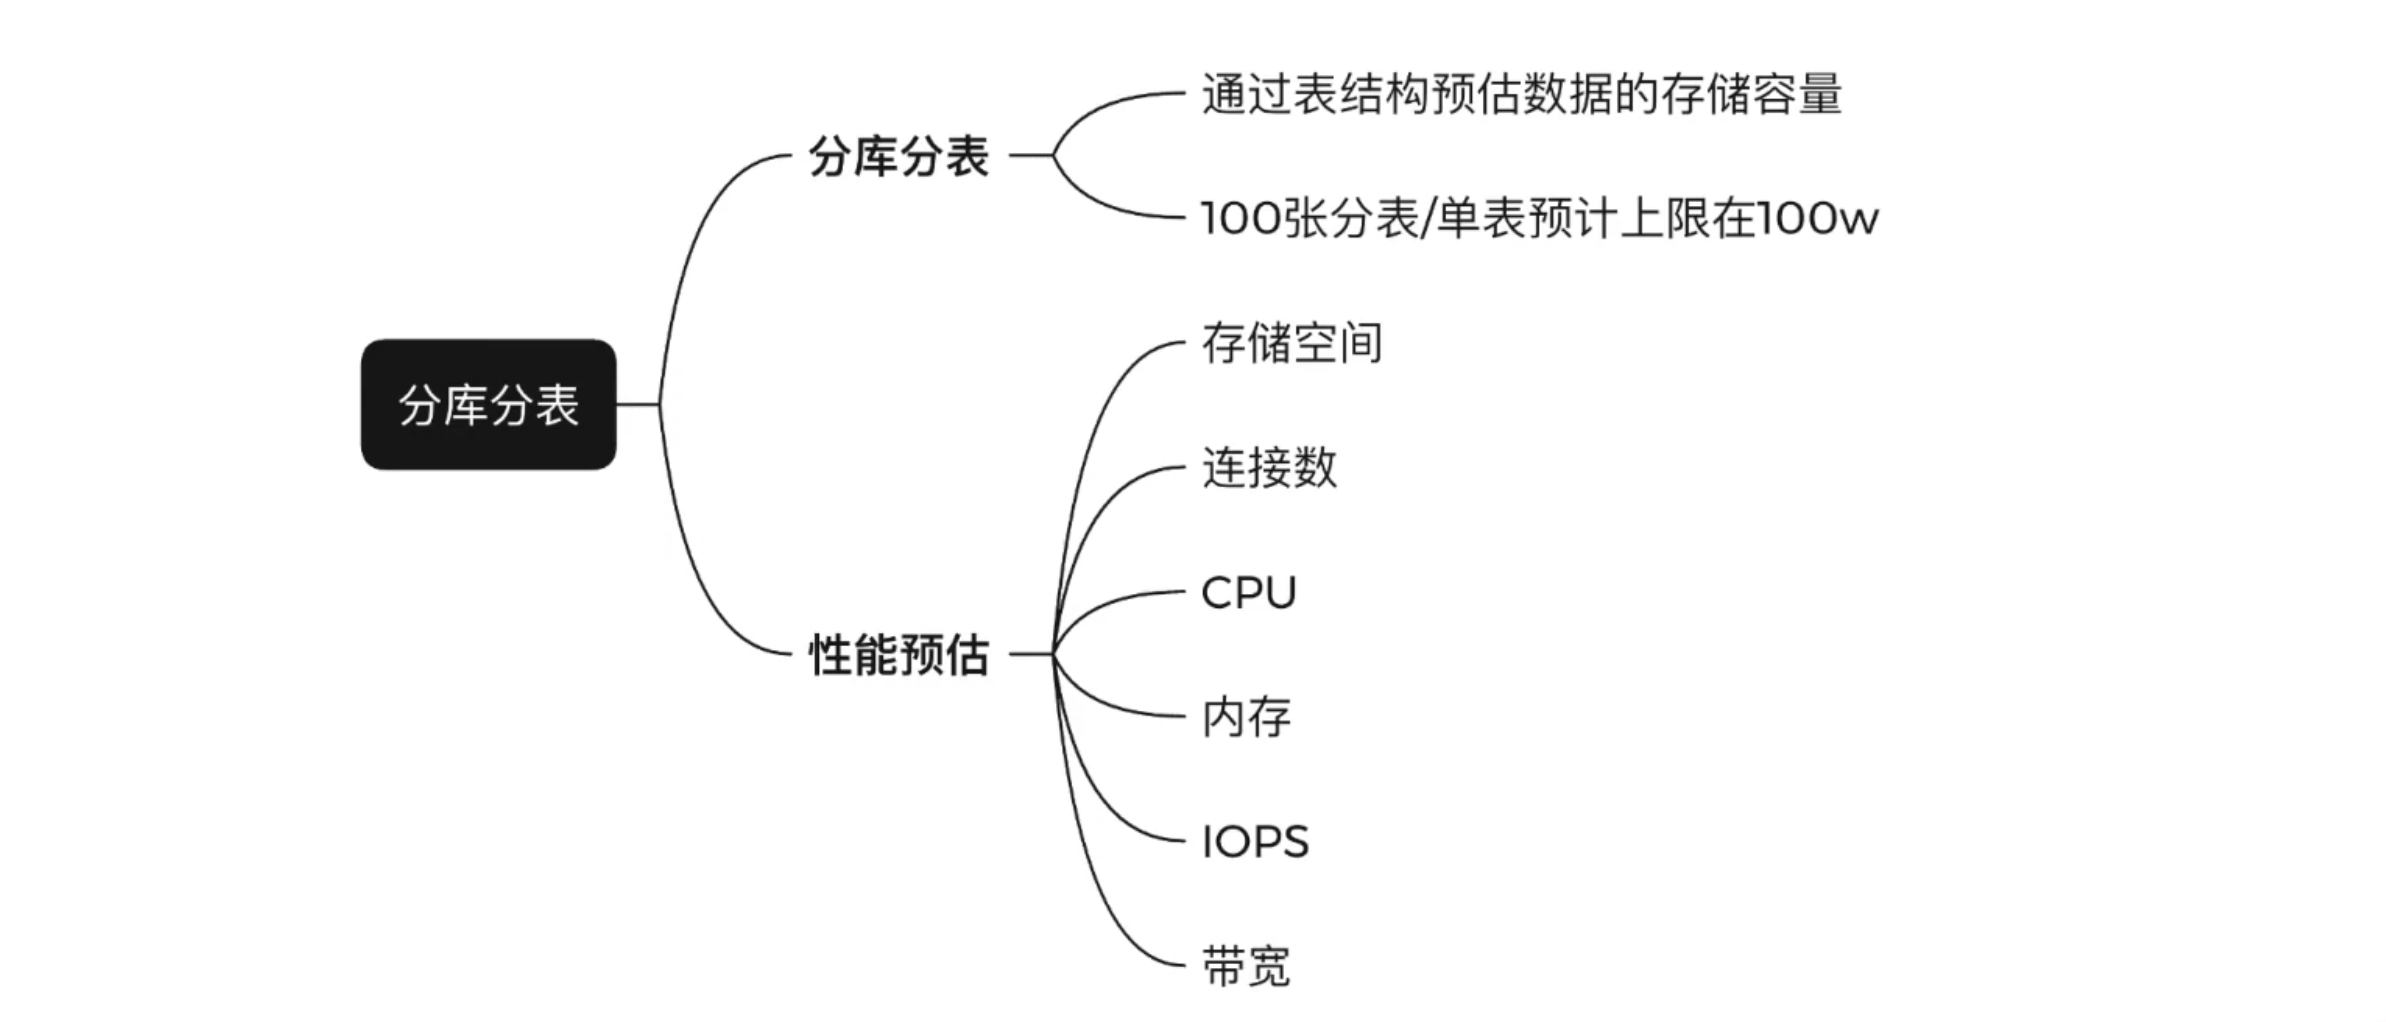 分库分表
分库分表
通过表结构预估数据的存储容量
100张分表/单表预计上限在100w
性能预估
存储空间
连接数
CPU
内存
IOPS
带宽